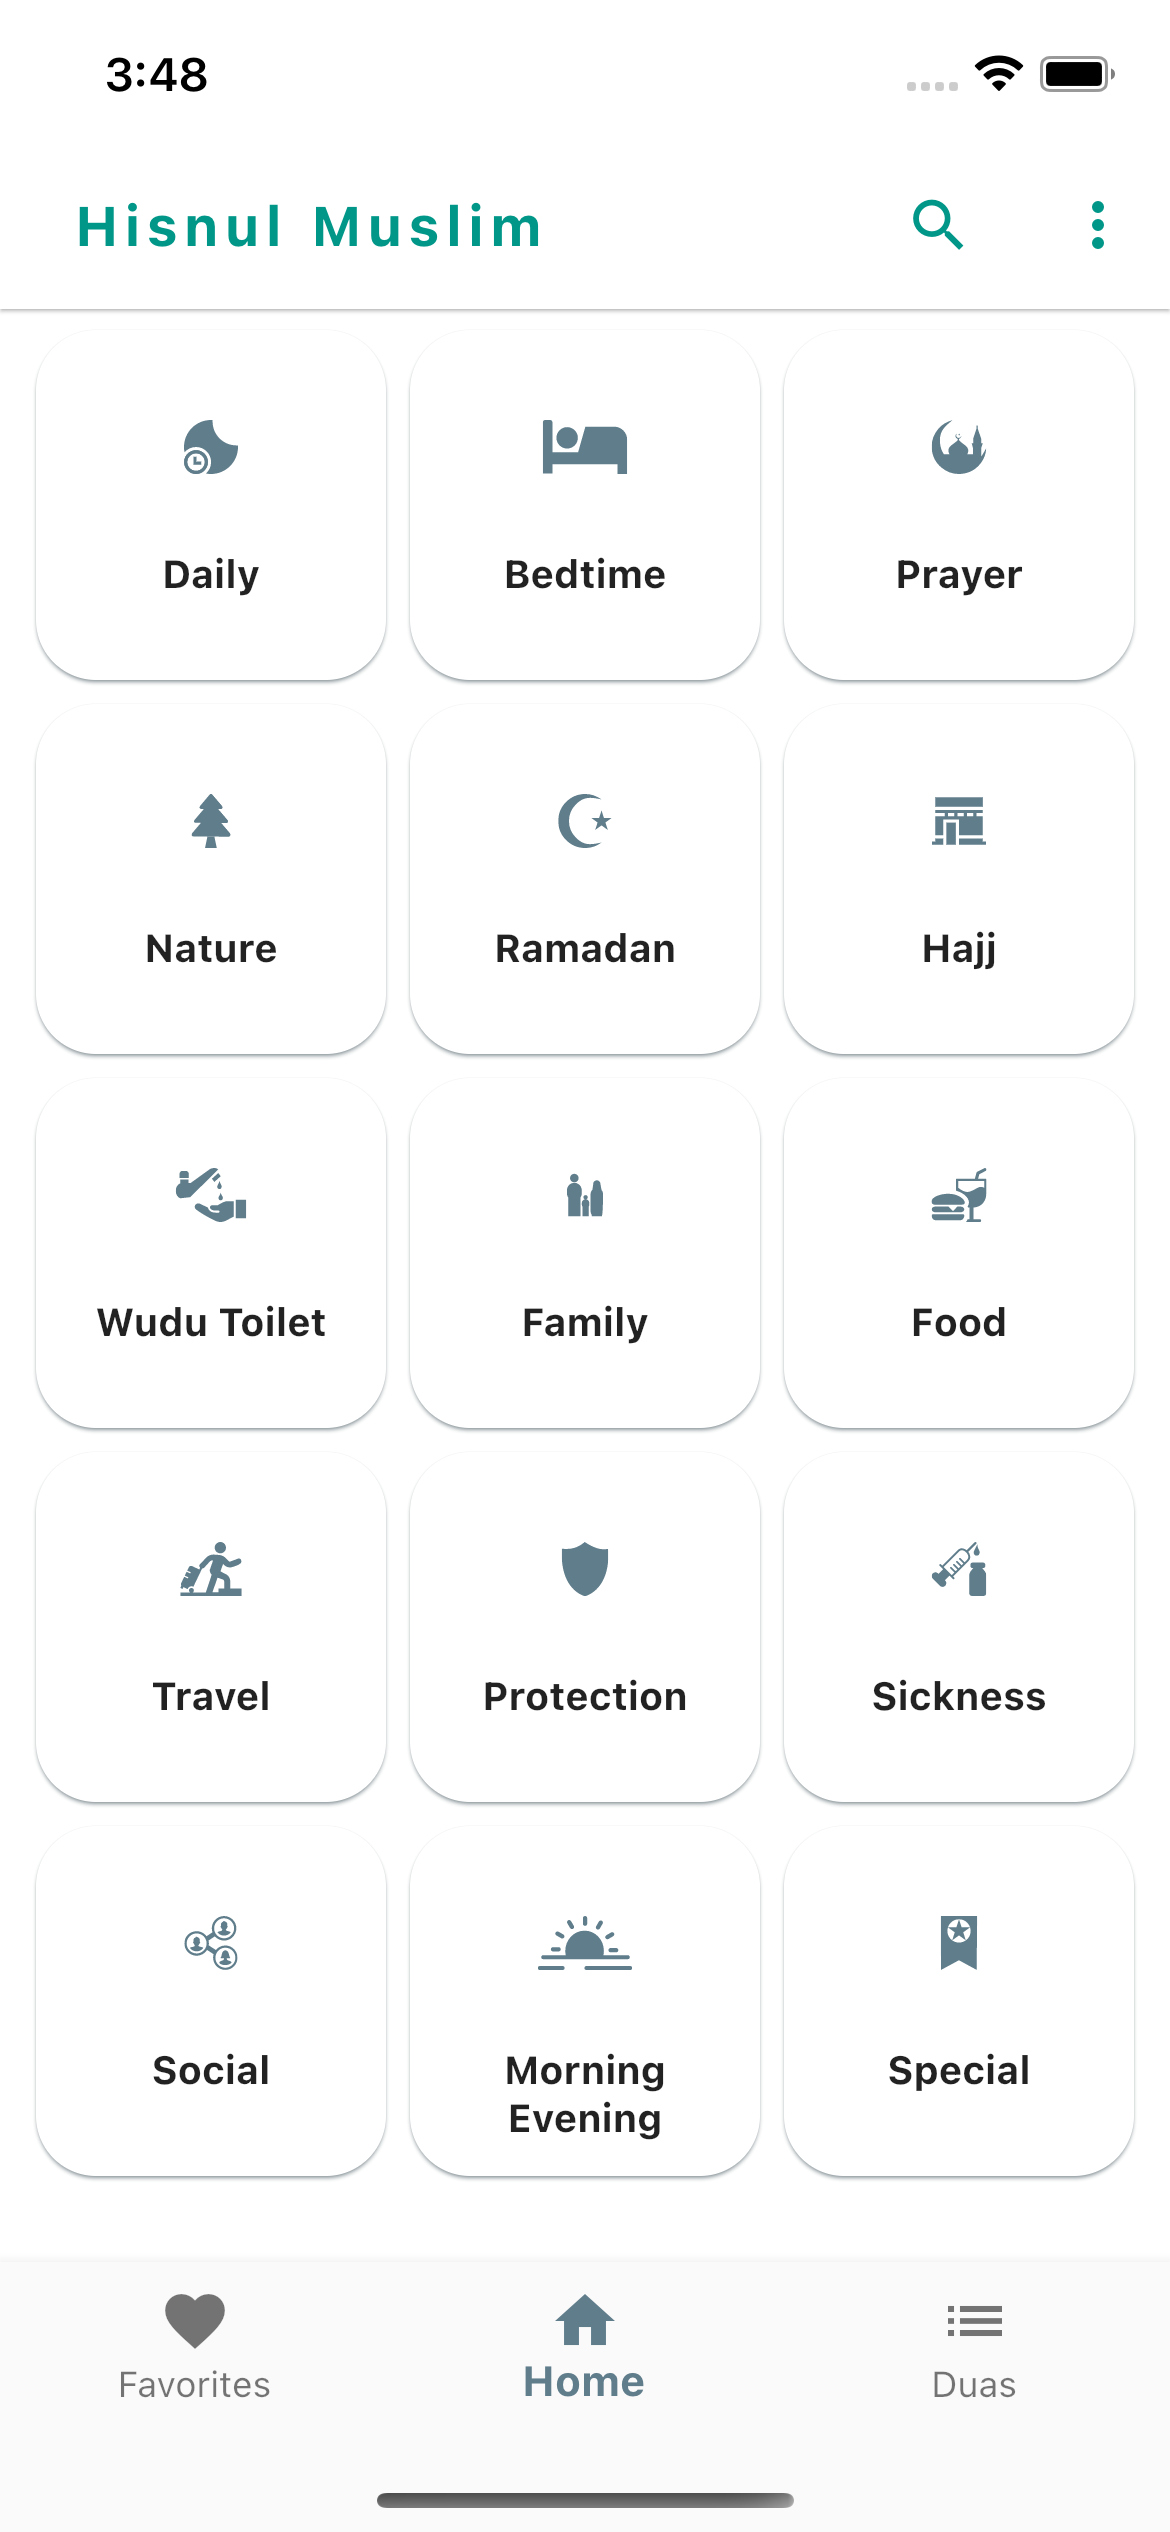 3:48
Hisnul Muslim
Daily
Bedtime
Prayer
Nature
Ramadan
Hajj
Wudu Toilet
Family
Food
Travel
Protection
Sickness
Social
Morning
Evening
Special
Favorites
Home
Duas